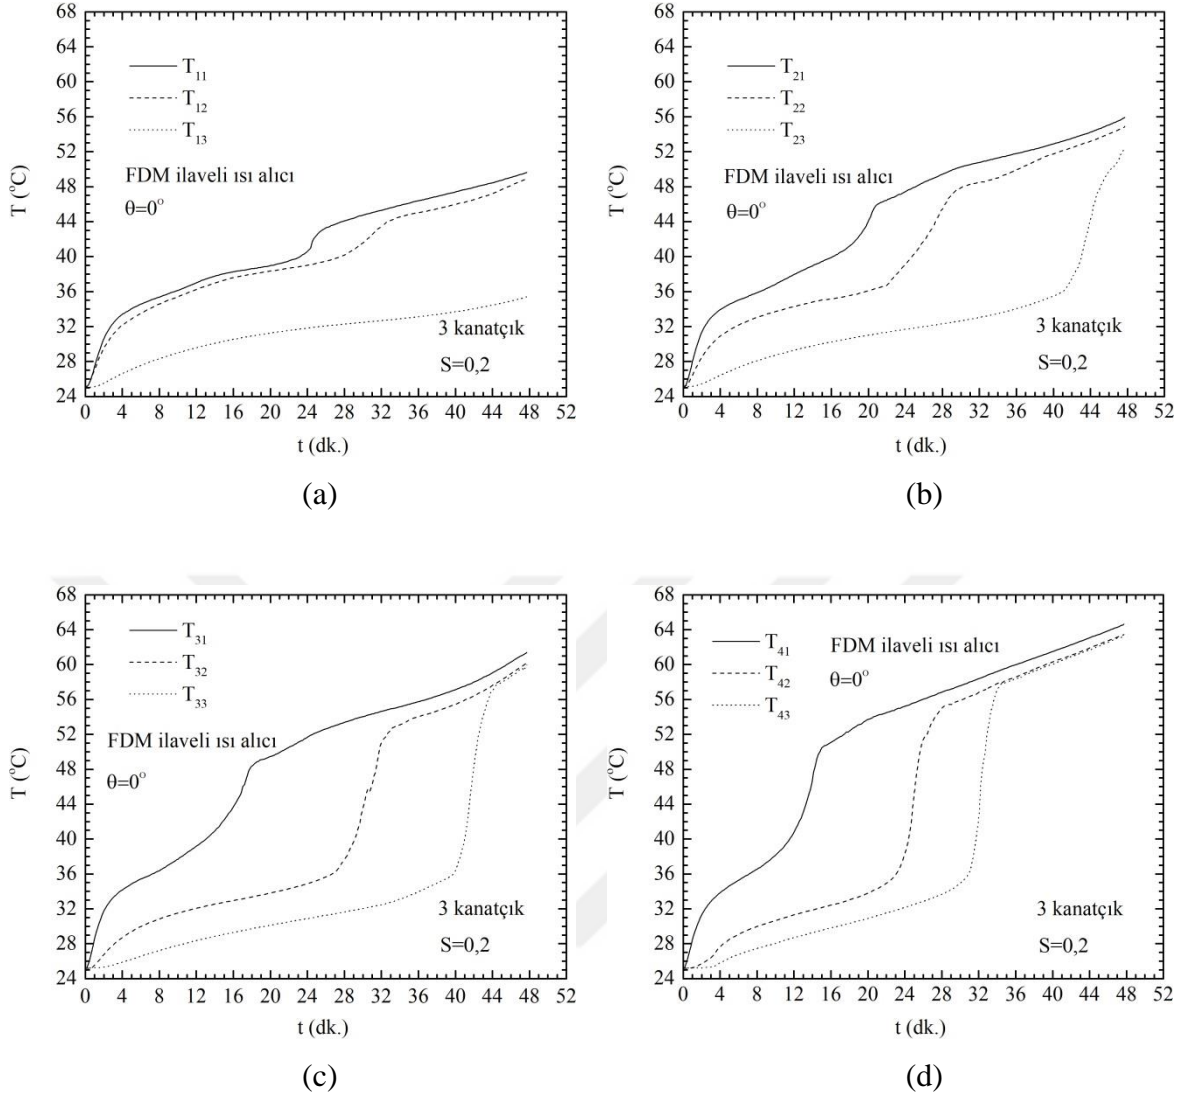 68
64
60
56
52
48
44
40
36
32
28
24
T (°C)
T₁₁
T₁₂
T₁₃
FDM ilaveli ısı alıcı
θ=0°
3 kanatçık
S=0,2
0 4 8 12 16 20 24 28 32 36 40 44 48 52
t (dk.)
(a)
68
64
60
56
52
48
44
40
36
32
28
24
T (°C)
T₂₁
T₂₂
T₂₃
FDM ilaveli ısı alıcı
θ=0°
3 kanatçık
S=0,2
0 4 8 12 16 20 24 28 32 36 40 44 48 52
t (dk.)
(b)
68
64
60
56
52
48
44
40
36
32
28
24
T (°C)
T₃₁
T₃₂
T₃₃
FDM ilaveli ısı alıcı
θ=0°
3 kanatçık
S=0,2
0 4 8 12 16 20 24 28 32 36 40 44 48 52
t (dk.)
(c)
68
64
60
56
52
48
44
40
36
32
28
24
T (°C)
T₄₁
T₄₂
T₄₃
FDM ilaveli ısı alıcı
θ=0°
3 kanatçık
S=0,2
0 4 8 12 16 20 24 28 32 36 40 44 48 52
t (dk.)
(d)